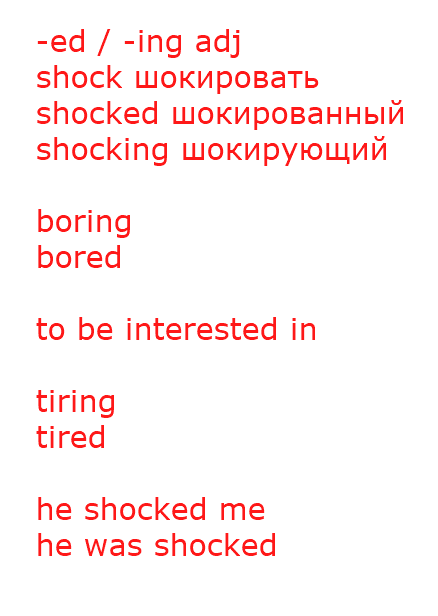 -ed / -ing adj
shock шокировать
shocked шокированный
shocking шокирующий
boring
bored
to be interested in
tiring
tired
he shocked me
he was shocked